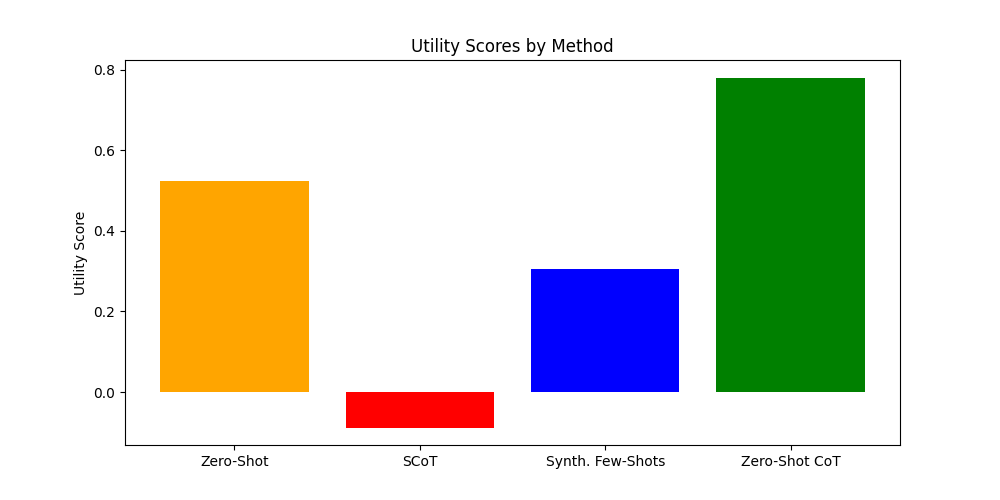 Utility Scores by Method
0.8
0.6
0.4
0.2
0.0
Utility Score
Zero-Shot
SCoT
Synth. Few-Shots
Zero-Shot CoT